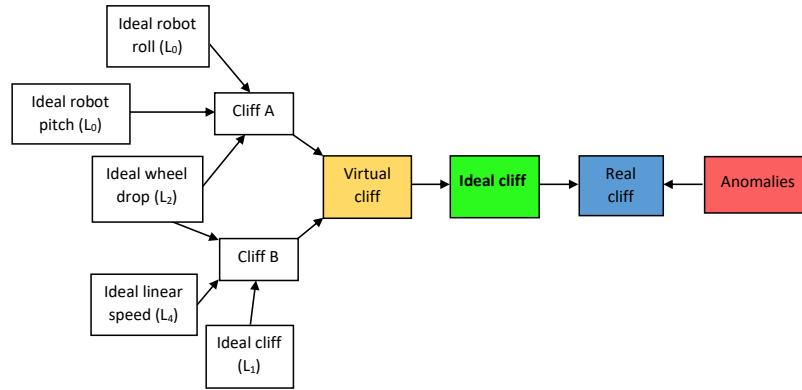 Ideal robot
roll (L₀)
Ideal robot
pitch (L₀)
Cliff A
Ideal wheel
drop (L₂)
Virtual
cliff
Ideal cliff
Real
cliff
Anomalies
Cliff B
Ideal linear
speed (L₄)
Ideal cliff
(L₁)